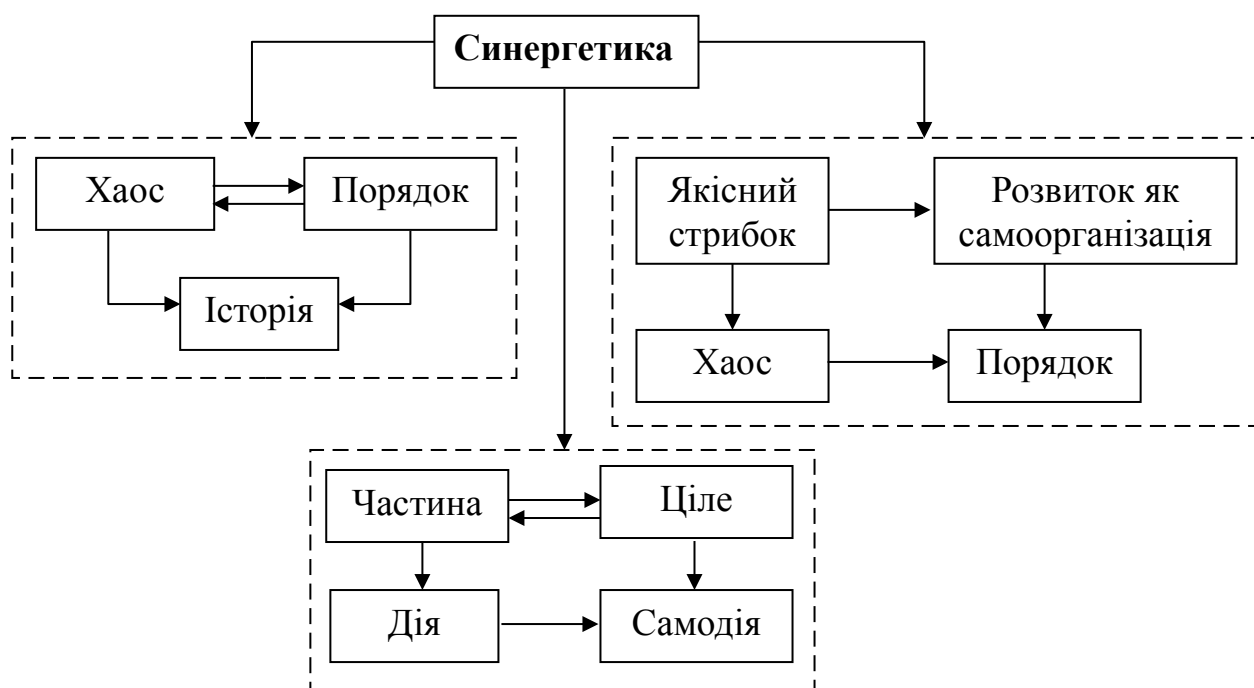 Синергетика
Хаос
Порядок
Історія
Якісний
стрибок
Розвиток як
самоорганізація
Хаос
Порядок
Частина
Ціле
Дія
Самодія